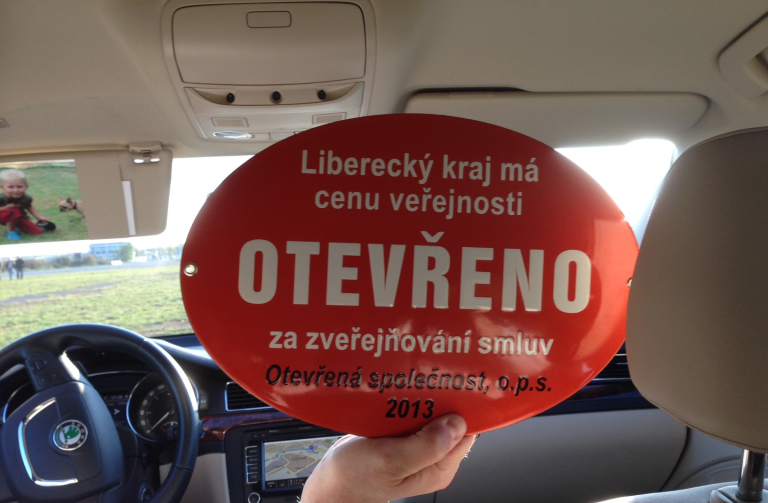 Liberecký kraj má
cenu veřejnosti
OTEVŘENO
za zveřejňování smluv
Otevřená společnost, o.p.s.
2013